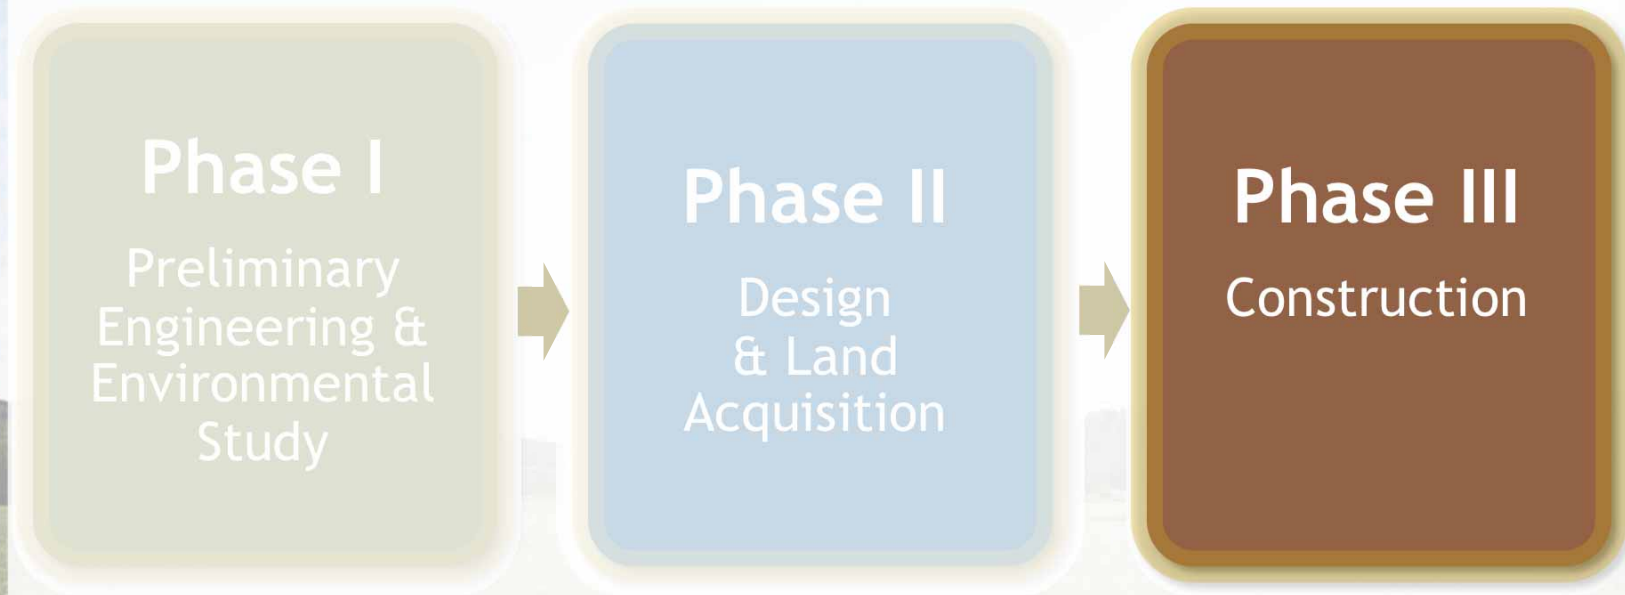 Phase I
Preliminary
Engineering &
Environmental
Study
Phase II
Design
& Land
Acquisition
Phase III
Construction